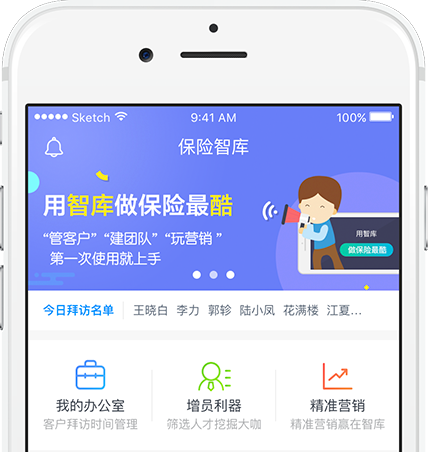 Sketch 9:41 AM 100%
保险智库
用智库做保险最酷
“管客户”“建团队”“玩营销 ”
第一次使用就上手
用智库
做保险最酷
今日拜访名单 王晓白 李力 郭轸 陆小凤 花满楼 江夏...
我的办公室 增员利器 精准营销
客户拜访时间管理 筛选人才挖掘大咖 精准营销赢在智库